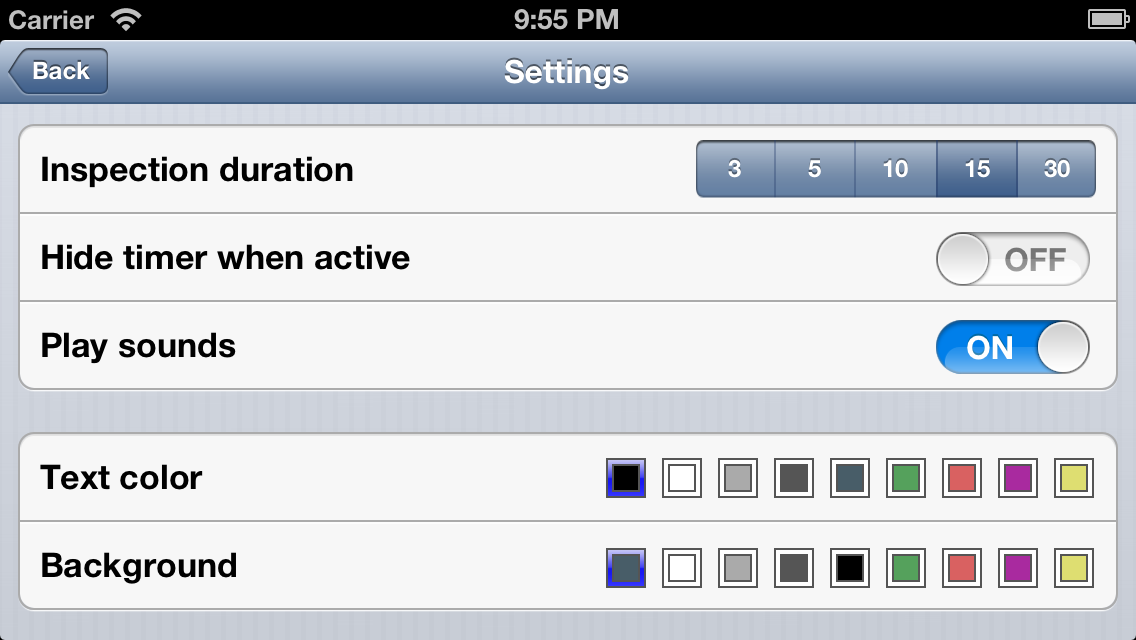 Carrier 9:55 PM
Back Settings
Inspection duration 3 5 10 15 30
Hide timer when active OFF
Play sounds ON
Text color
Background